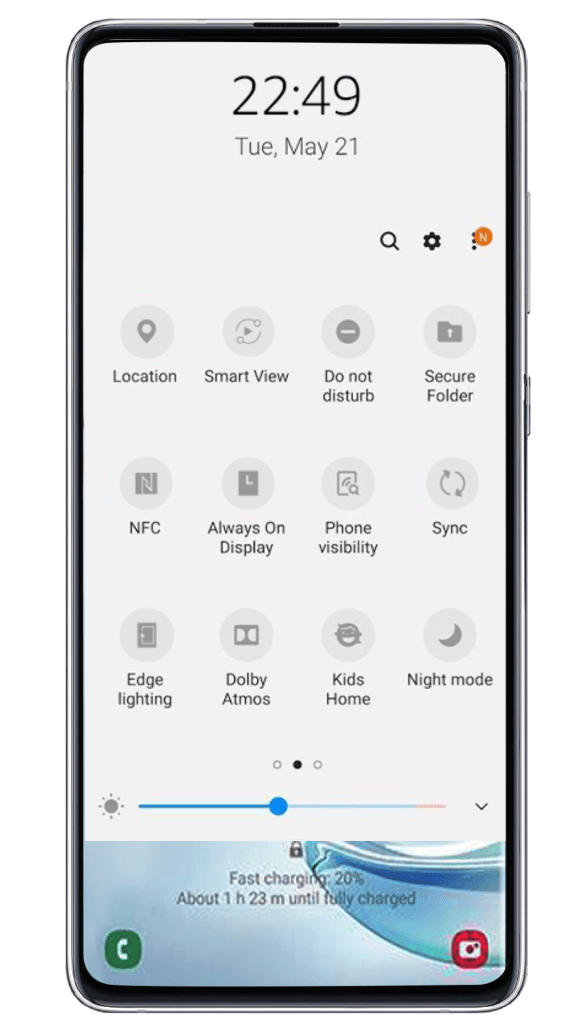 22:49
Tue, May 21
N
Location
Smart View
Do not
disturb
Secure
Folder
NFC
Always On
Display
Phone
visibility
Sync
Edge
lighting
Dolby
Atmos
Kids
Home
Night mode
Fast charging: 20%
About 1 h 23 m until fully charged